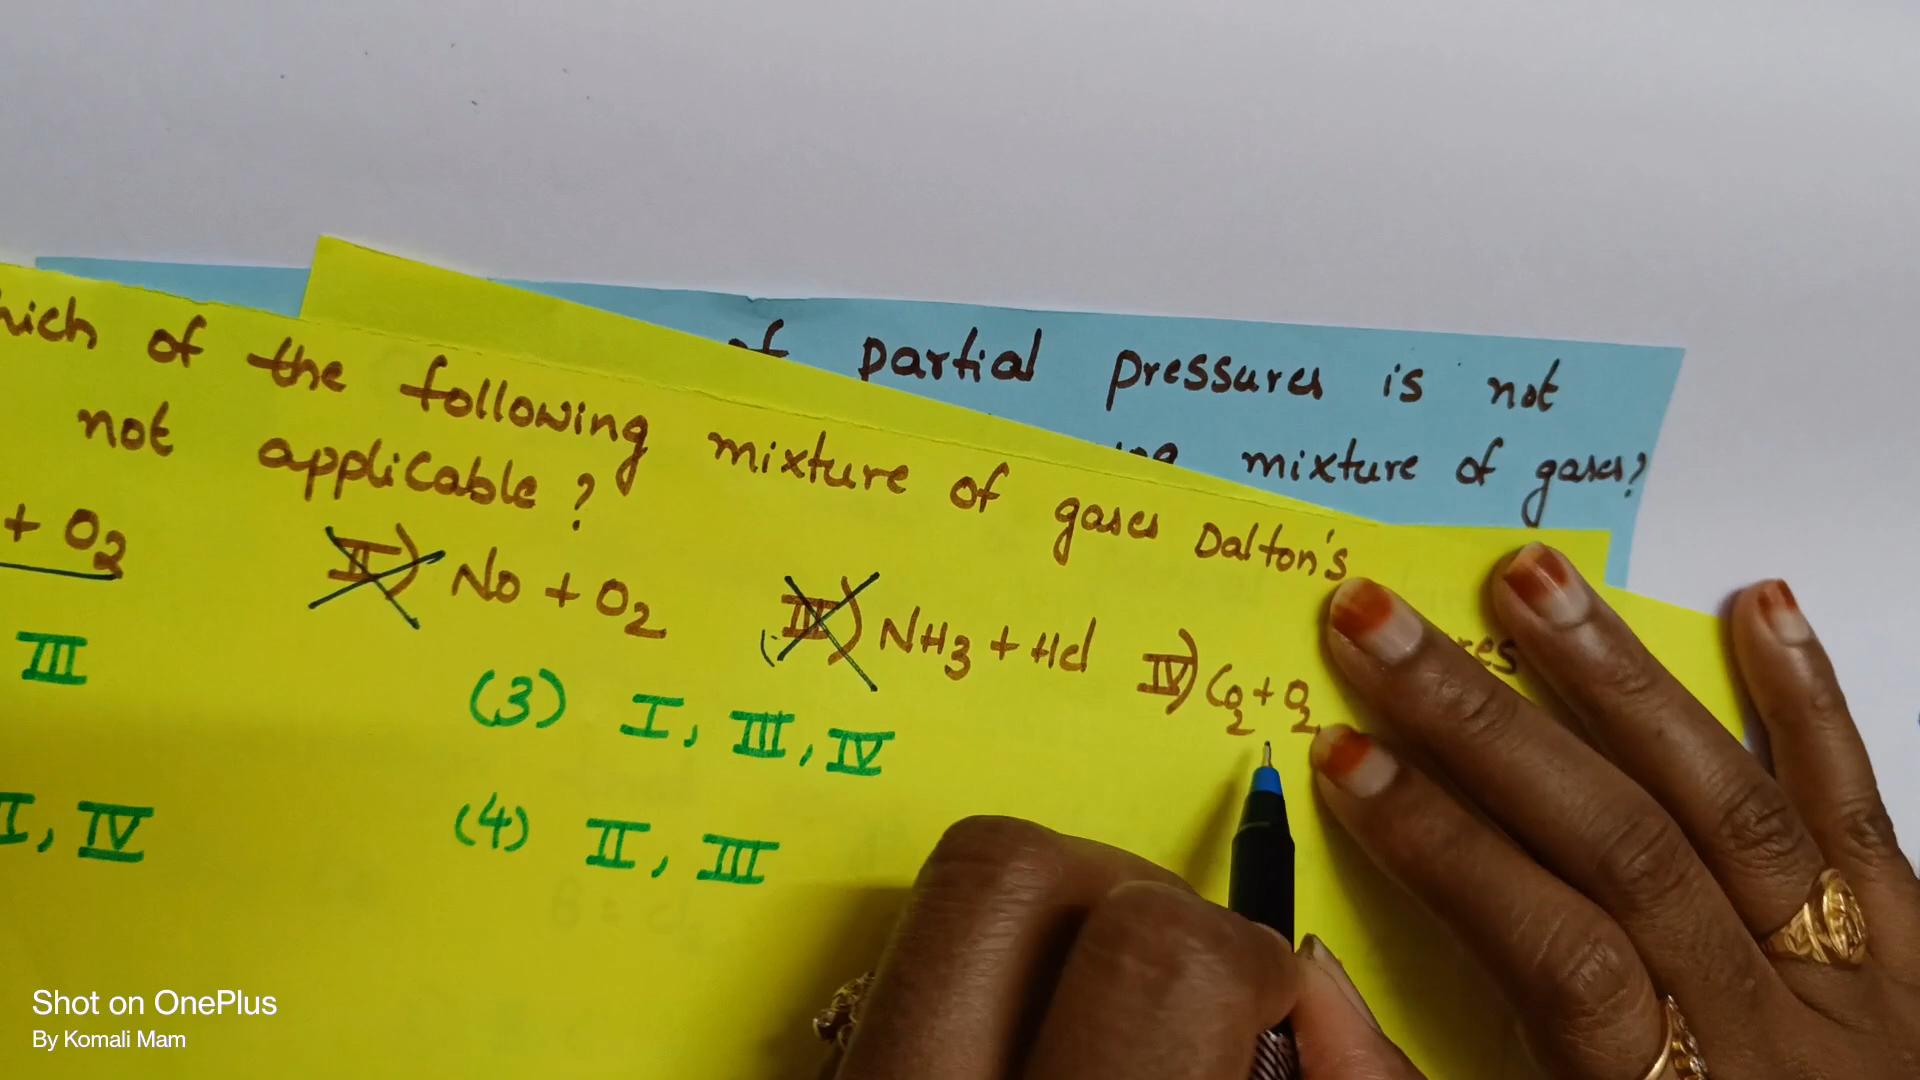 of partial pressures is not
mixture of gases?
hich of the following mixture of gases Dalton's
not applicable?
+ O2 II) No + O2 III) NH3 + Hcl IV) CO2 + O2
III (3) I, III, IV
I, IV (4) II, III
Shot on OnePlus
By Komali Mam